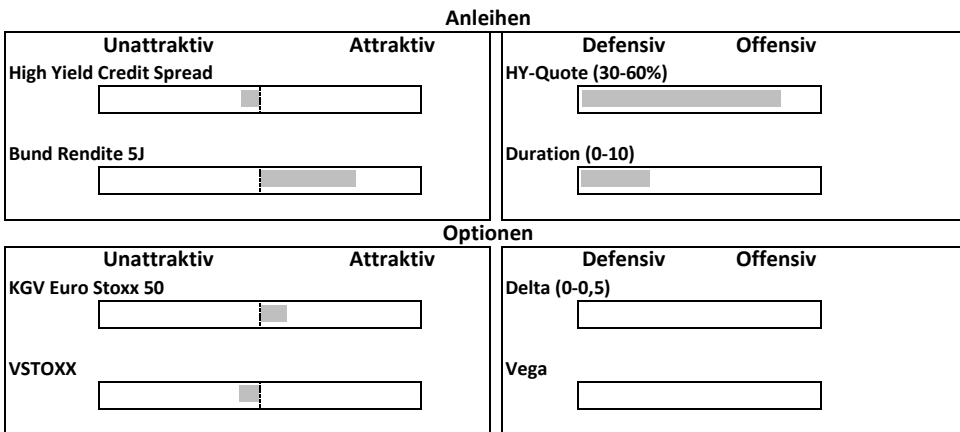 Anleihen
Unattraktiv Attraktiv
Defensiv Offensiv
High Yield Credit Spread
HY-Quote (30-60%)
Bund Rendite 5J
Duration (0-10)
Optionen
Unattraktiv Attraktiv
Defensiv Offensiv
KGV Euro Stoxx 50
Delta (0-0,5)
VSTOXX
Vega